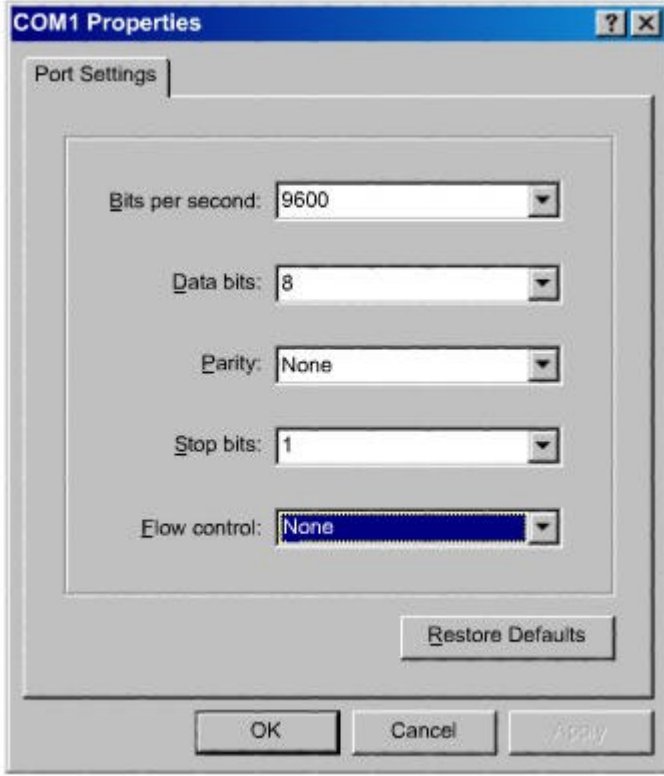 COM1 Properties
Port Settings
Bits per second: 9600
Data bits: 8
Parity: None
Stop bits: 1
Flow control: None
Restore Defaults
OK Cancel Apply